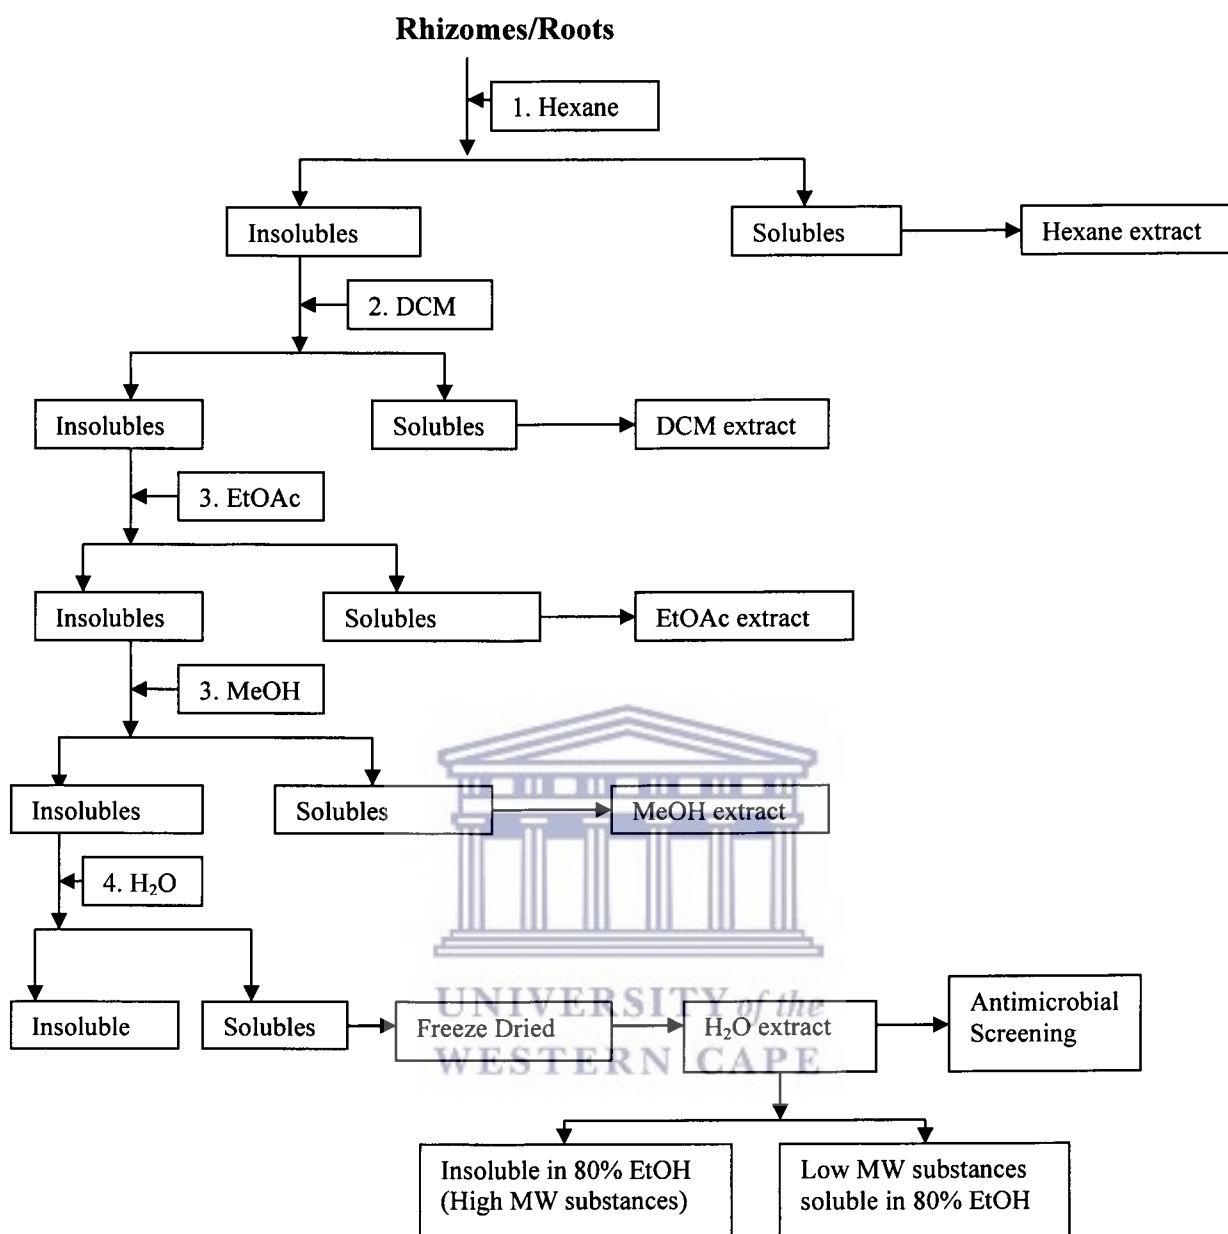 Rhizomes/Roots
1. Hexane
Insolubles
Solubles
Hexane extract
2. DCM
Insolubles
Solubles
DCM extract
3. EtOAc
Insolubles
Solubles
EtOAc extract
3. MeOH
Insolubles
Solubles
MeOH extract
4. H₂O
Insoluble
Solubles
Freeze Dried
H₂O extract
Antimicrobial
Screening
UNIVERSITY of the
WESTERN CAPE
Insoluble in 80% EtOH
(High MW substances)
Low MW substances
soluble in 80% EtOH